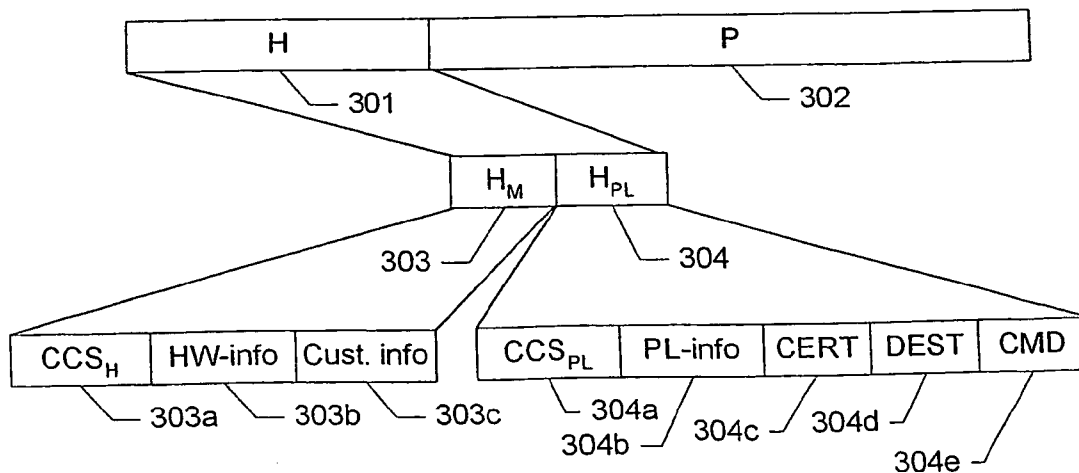 H P
301 302
H_M H_PL
303 304
CCS_H HW-info Cust. info CCS_PL PL-info CERT DEST CMD
303a 303b 303c 304a 304b 304c 304d 304e